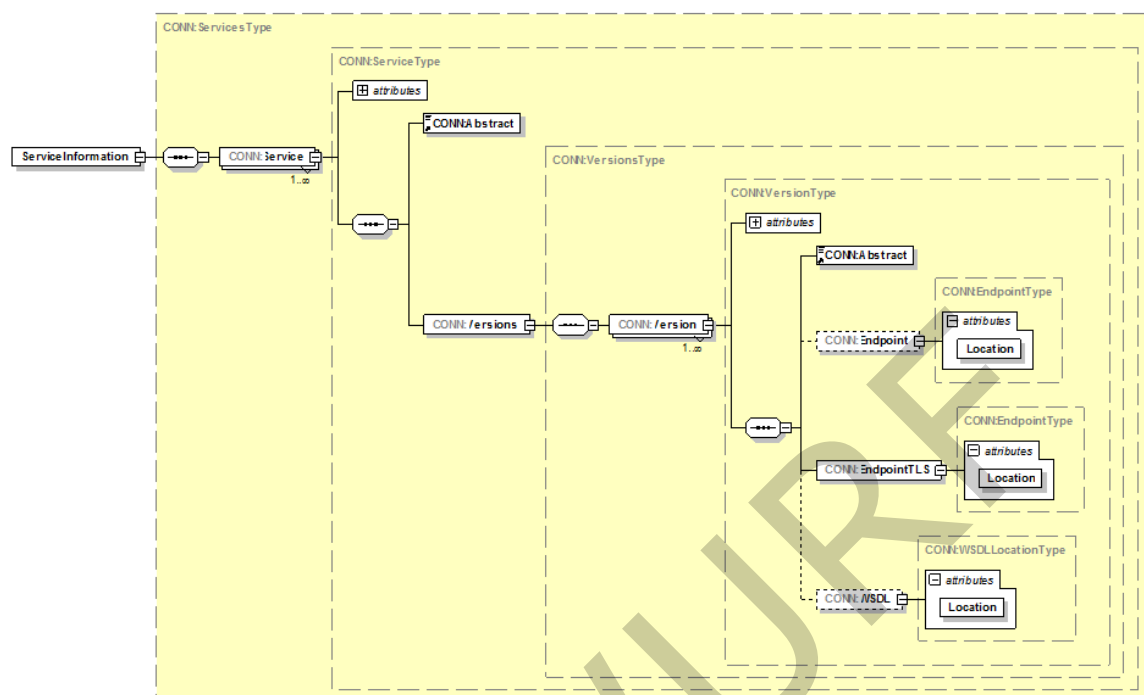 CONN:ServicesType
CONN:ServiceType
attributes
CONN:Abstract
ServiceInformation
CONN:Service
1..∞
CONN:VersionsType
CONN:VersionType
attributes
CONN:Abstract
CONN:EndpointType
attributes
CONN:Versions
CONN:Version
CONN:Endpoint
Location
1..∞
CONN:EndpointType
attributes
CONN:EndpointTLS
Location
CONN:WSDLLocationType
attributes
CONN:WSDL
Location
WURF